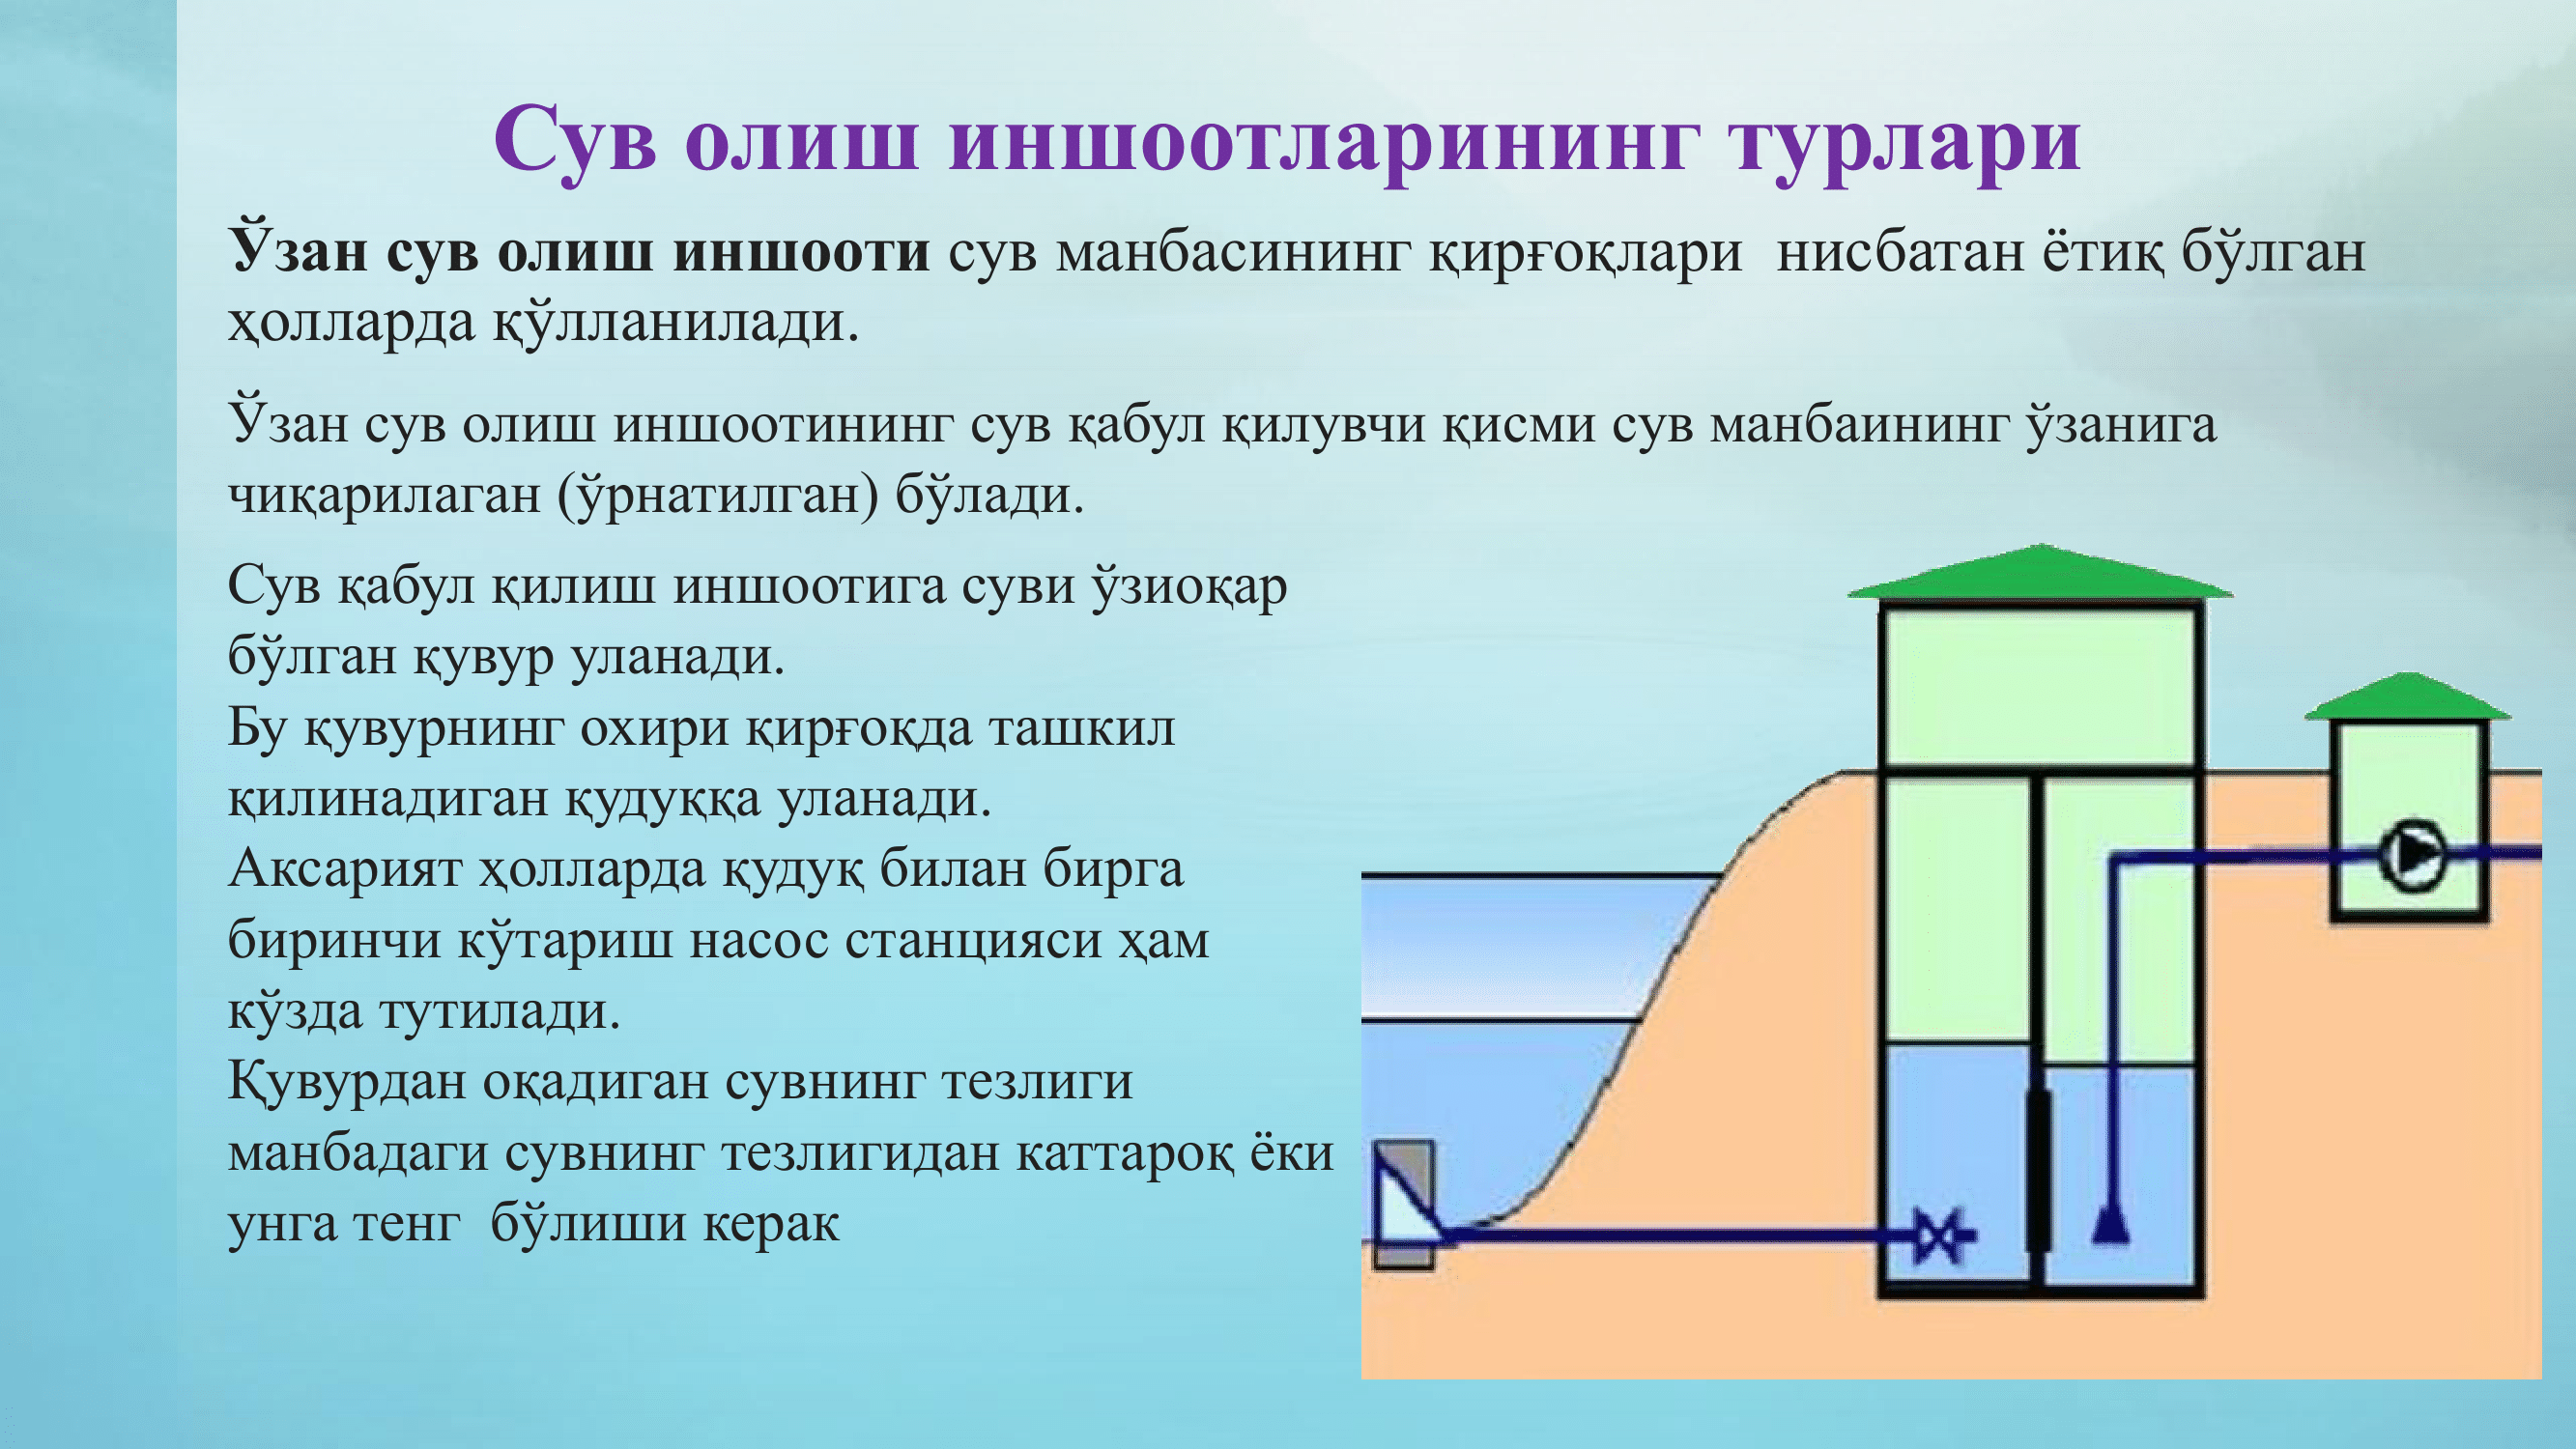 Сув олиш иншоотларининг турлари
Ўзан сув олиш иншооти сув манбасининг қирғоқлари  нисбатан ётиқ бўлган
ҳолларда қўлланилади.
Ўзан сув олиш иншоотининг сув қабул қилувчи қисми сув манбаининг ўзанига
чиқарилаган (ўрнатилган) бўлади.
Сув қабул қилиш иншоотига суви ўзиоқар
бўлган қувур уланади.
Бу қувурнинг охири қирғоқда ташкил
қилинадиган қудуққа уланади.
Аксарият ҳолларда қудуқ билан бирга
биринчи кўтариш насос станцияси ҳам
кўзда тутилади.
Қувурдан оқадиган сувнинг тезлиги
манбадаги сувнинг тезлигидан каттароқ ёки
унга тенг  бўлиши керак